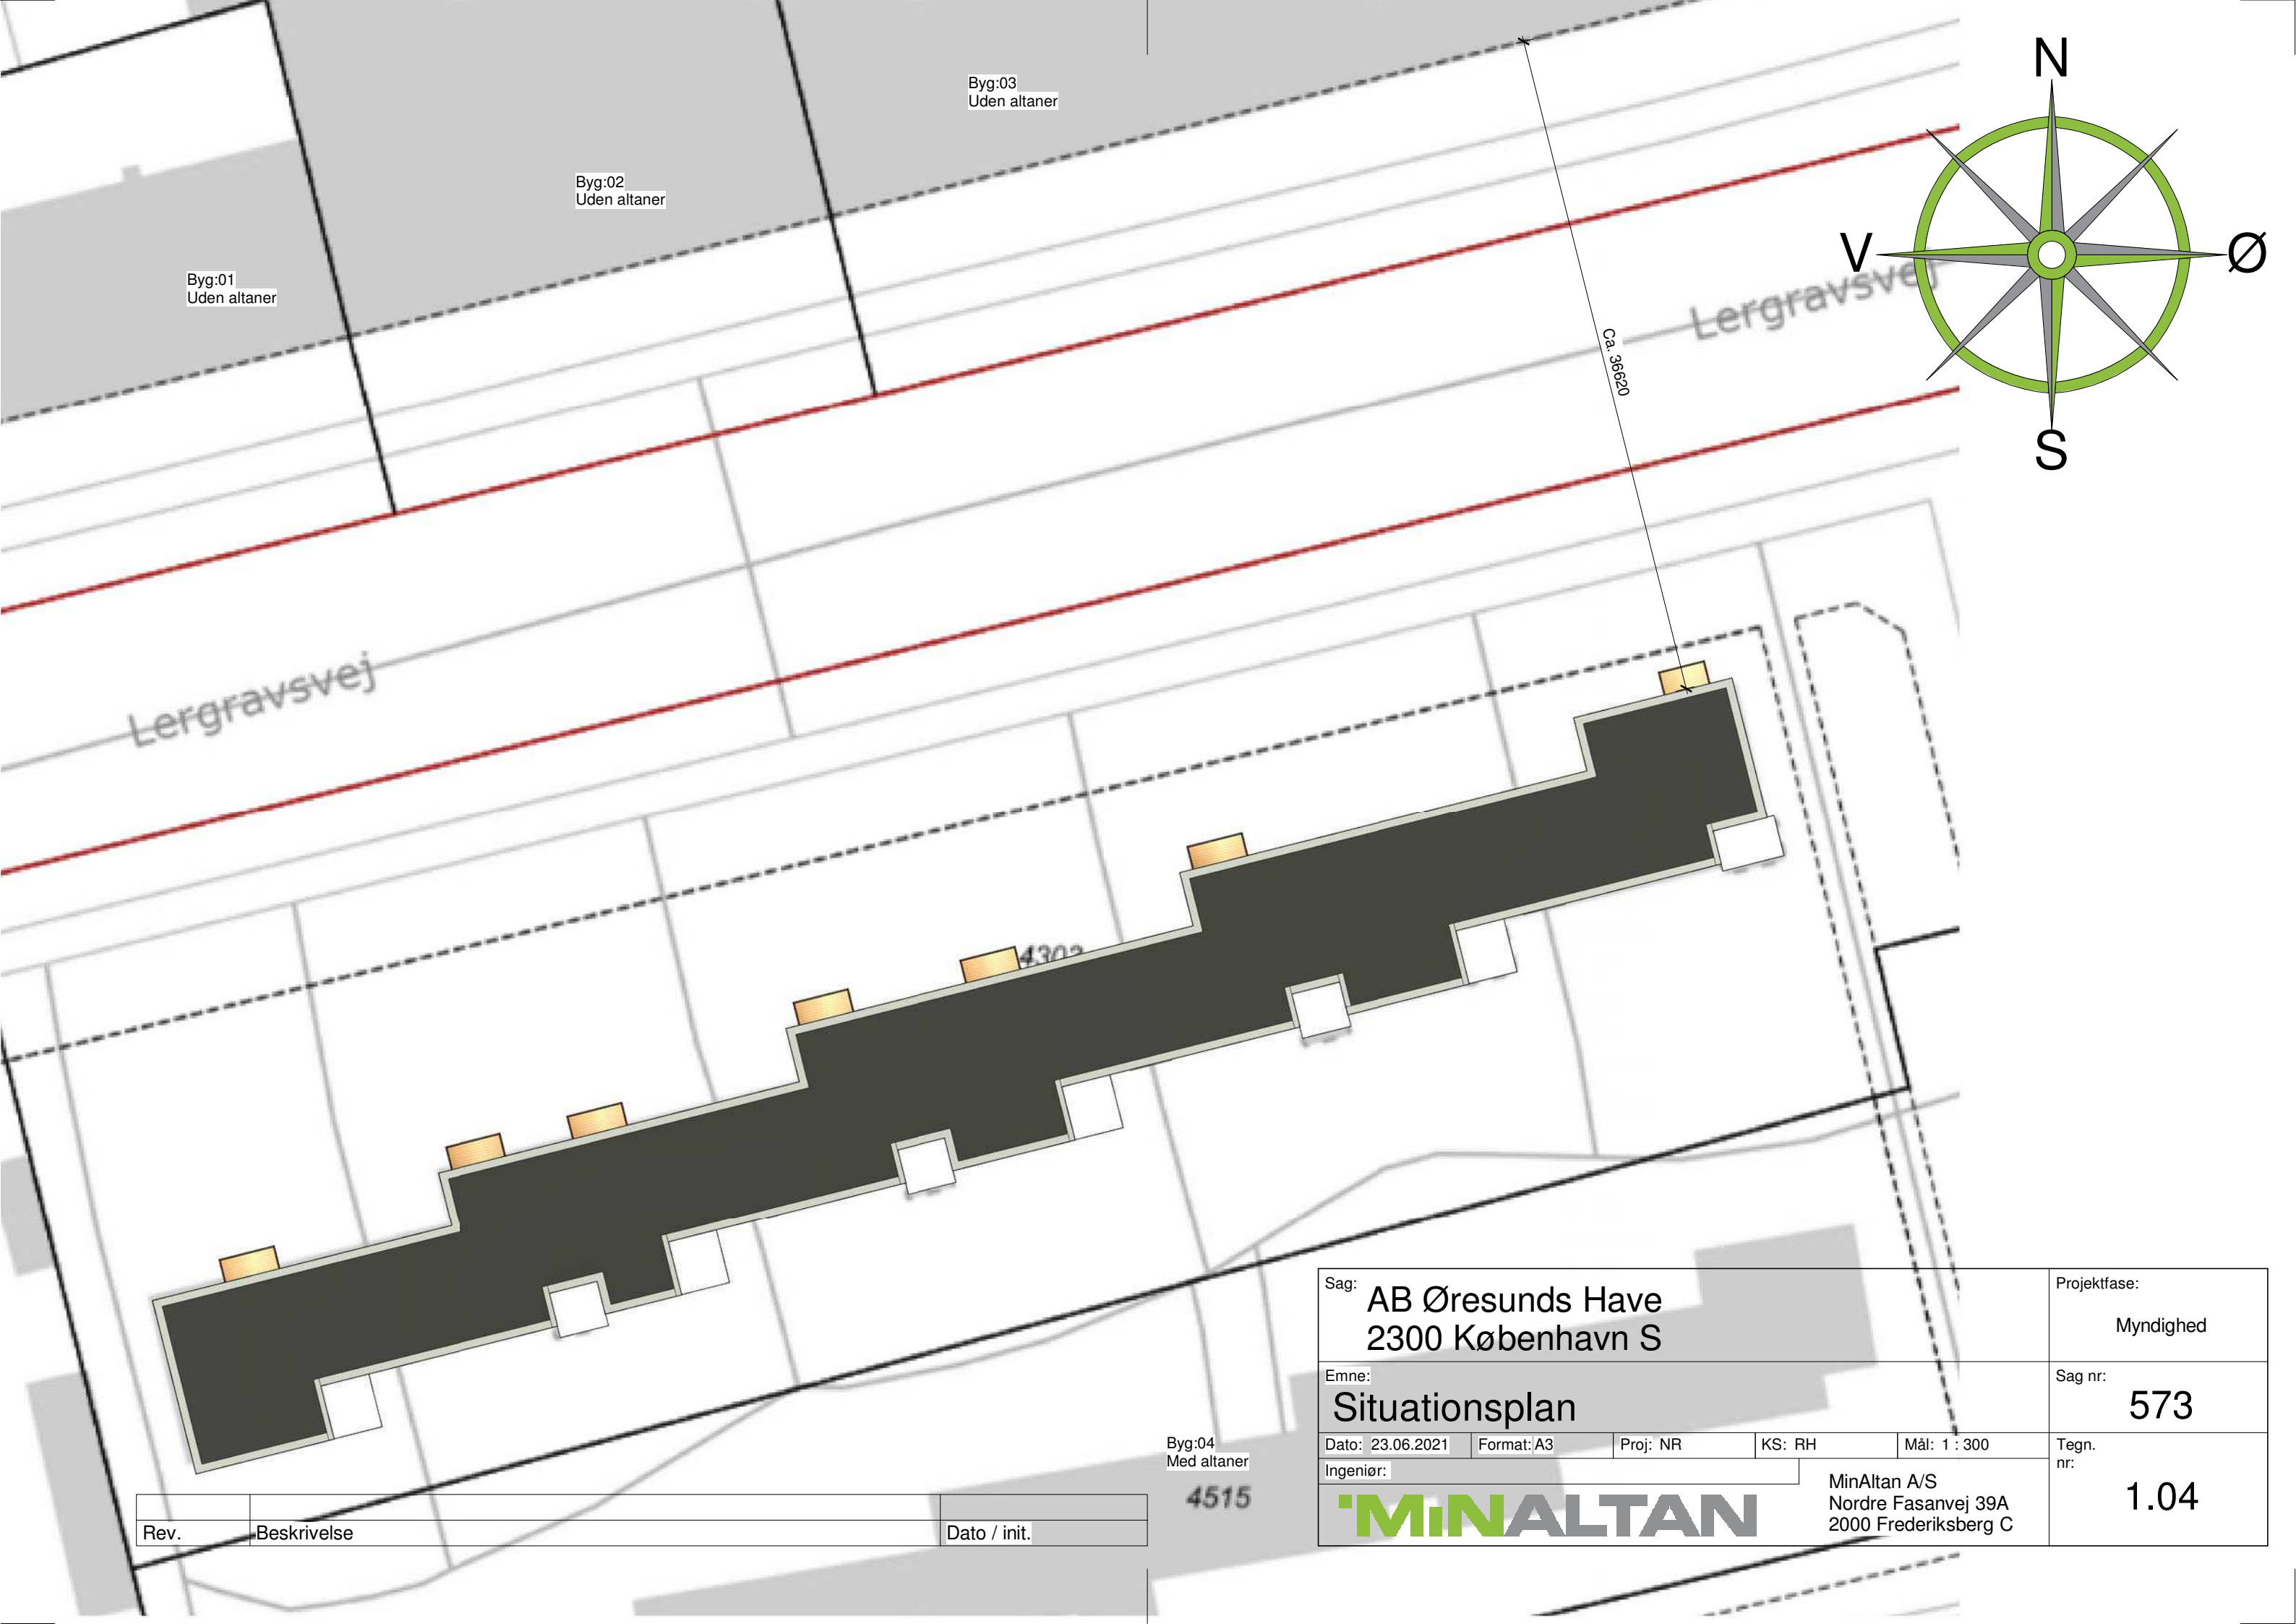 Byg:03
Uden altaner
Byg:02
Uden altaner
Byg:01
Uden altaner
N
V
Ø
S
Lergravsvej
Ca. 36620
Lergravsvej
4302
Byg:04
Med altaner
4515
Rev.
Beskrivelse
Dato / init.
Sag:
AB Øresunds Have
2300 København S
Projektfase:
Myndighed
Emne:
Situationsplan
Sag nr:
573
Dato: 23.06.2021
Format: A3
Proj: NR
KS: RH
Mål: 1 : 300
Tegn.
nr:
1.04
Ingeniør:
MiNALTAN
MinAltan A/S
Nordre Fasanvej 39A
2000 Frederiksberg C